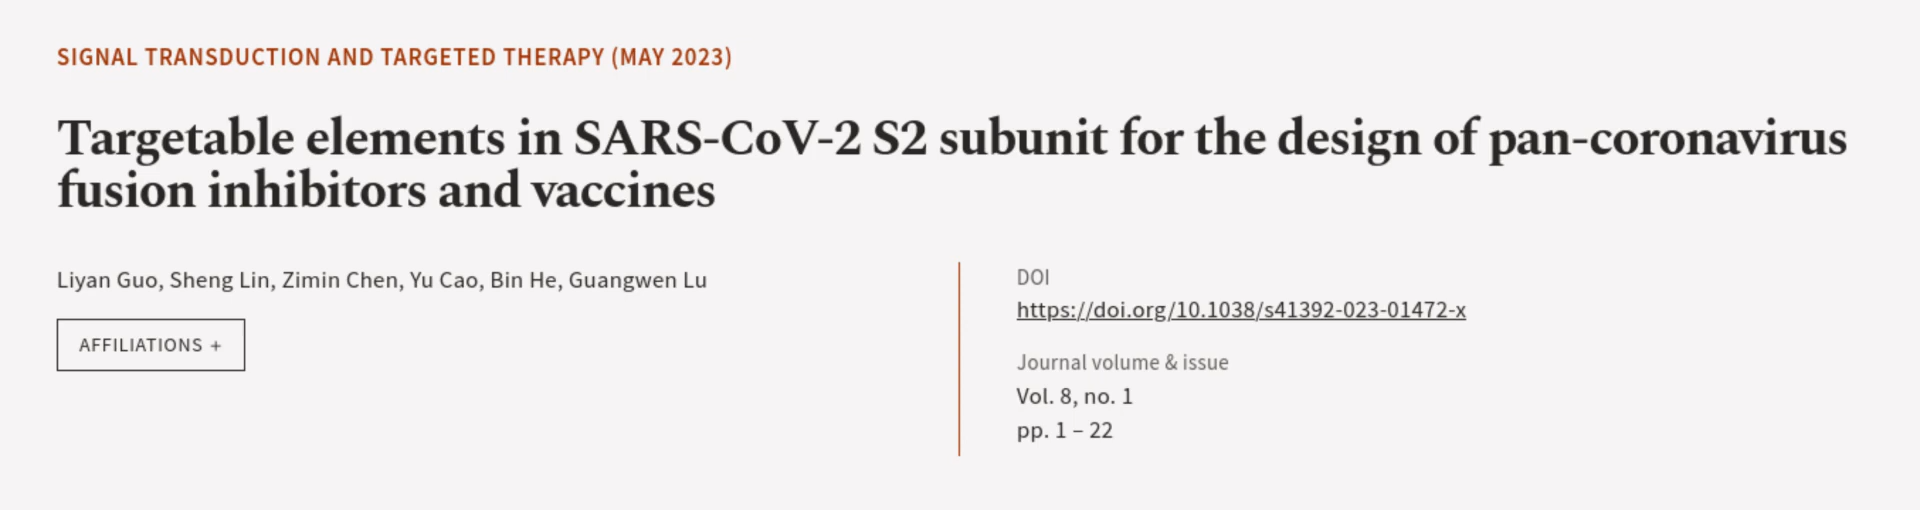 SIGNAL TRANSDUCTION AND TARGETED THERAPY (MAY 2023)
Targetable elements in SARS-CoV-2 S2 subunit for the design of pan-coronavirus
fusion inhibitors and vaccines
Liyan Guo, Sheng Lin, Zimin Chen, Yu Cao, Bin He, Guangwen Lu
AFFILIATIONS +
DOI
https://doi.org/10.1038/s41392-023-01472-x
Journal volume & issue
Vol. 8, no. 1
pp. 1 – 22